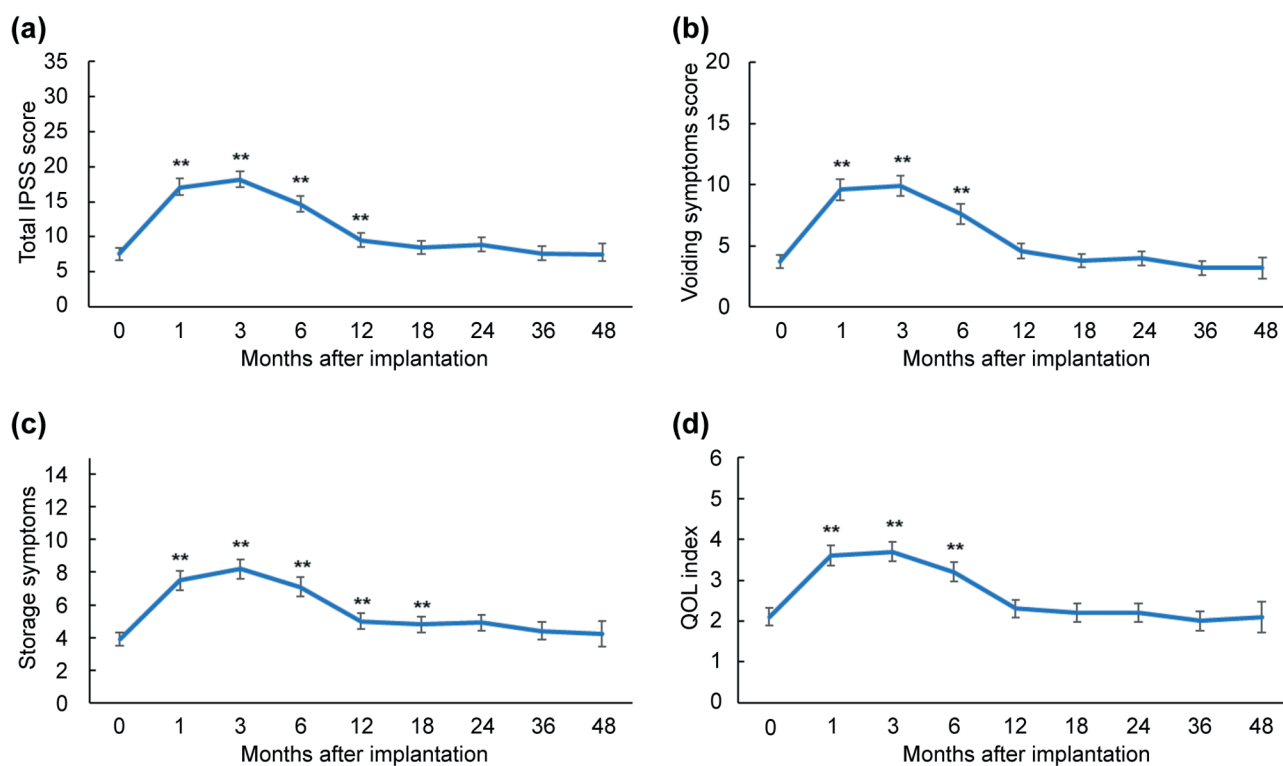 (a)
Total IPSS score
35
30
25
20
15
10
5
0
** ** ** **
0 1 3 6 12 18 24 36 48
Months after implantation
(b)
Voiding symptoms score
20
15
10
5
0
** ** **
0 1 3 6 12 18 24 36 48
Months after implantation
(c)
Storage symptoms
14
12
10
8
6
4
2
0
** ** ** ** **
0 1 3 6 12 18 24 36 48
Months after implantation
(d)
QOL index
6
5
4
3
2
1
0
** ** **
0 1 3 6 12 18 24 36 48
Months after implantation